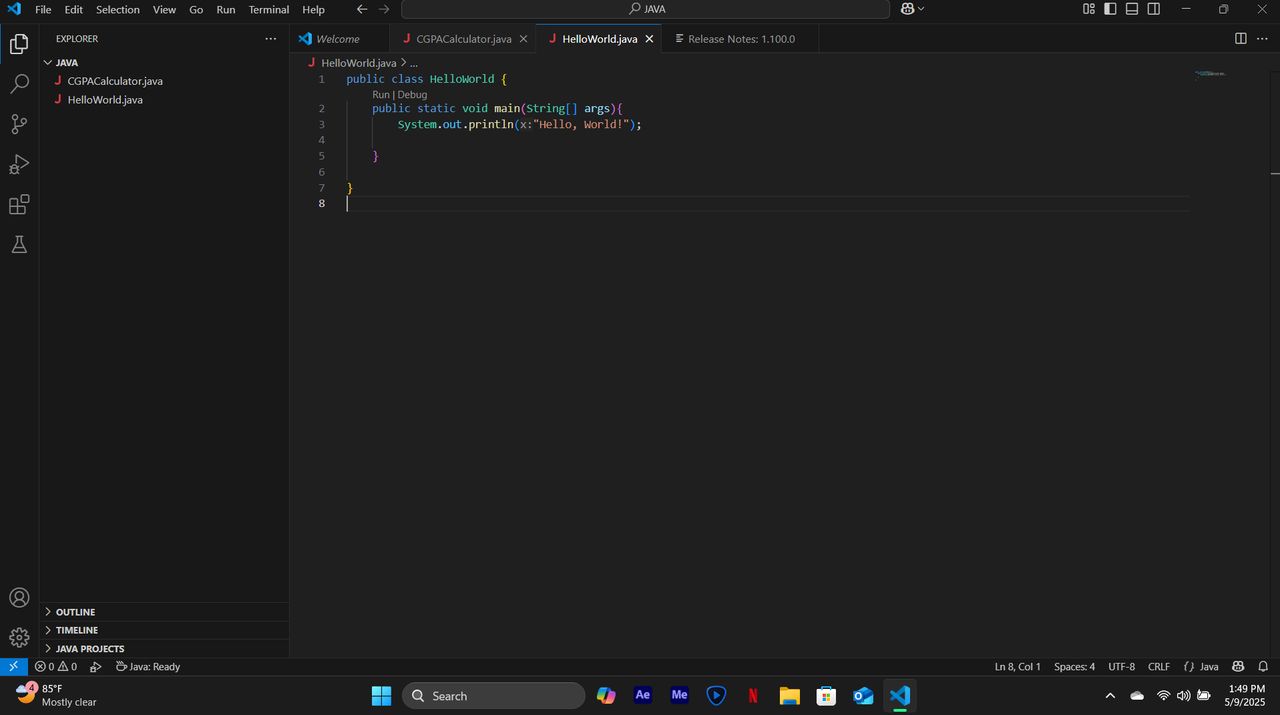 File Edit Selection View Go Run Terminal Help JAVA
EXPLORER
Welcome CGPACalculator.java HelloWorld.java Release Notes: 1.100.0
JAVA
HelloWorld.java > ...
CGPACalculator.java
HelloWorld.java
1 public class HelloWorld {
Run | Debug
2 public static void main(String[] args){
3 System.out.println(x:"Hello, World!");
4
5 }
6
7 }
8
OUTLINE
TIMELINE
JAVA PROJECTS
0 0 Java: Ready Ln 8, Col 1 Spaces: 4 UTF-8 CRLF {} Java
4 85°F
Mostly clear
Search
Ae
Me
N
1:49 PM
5/9/2025